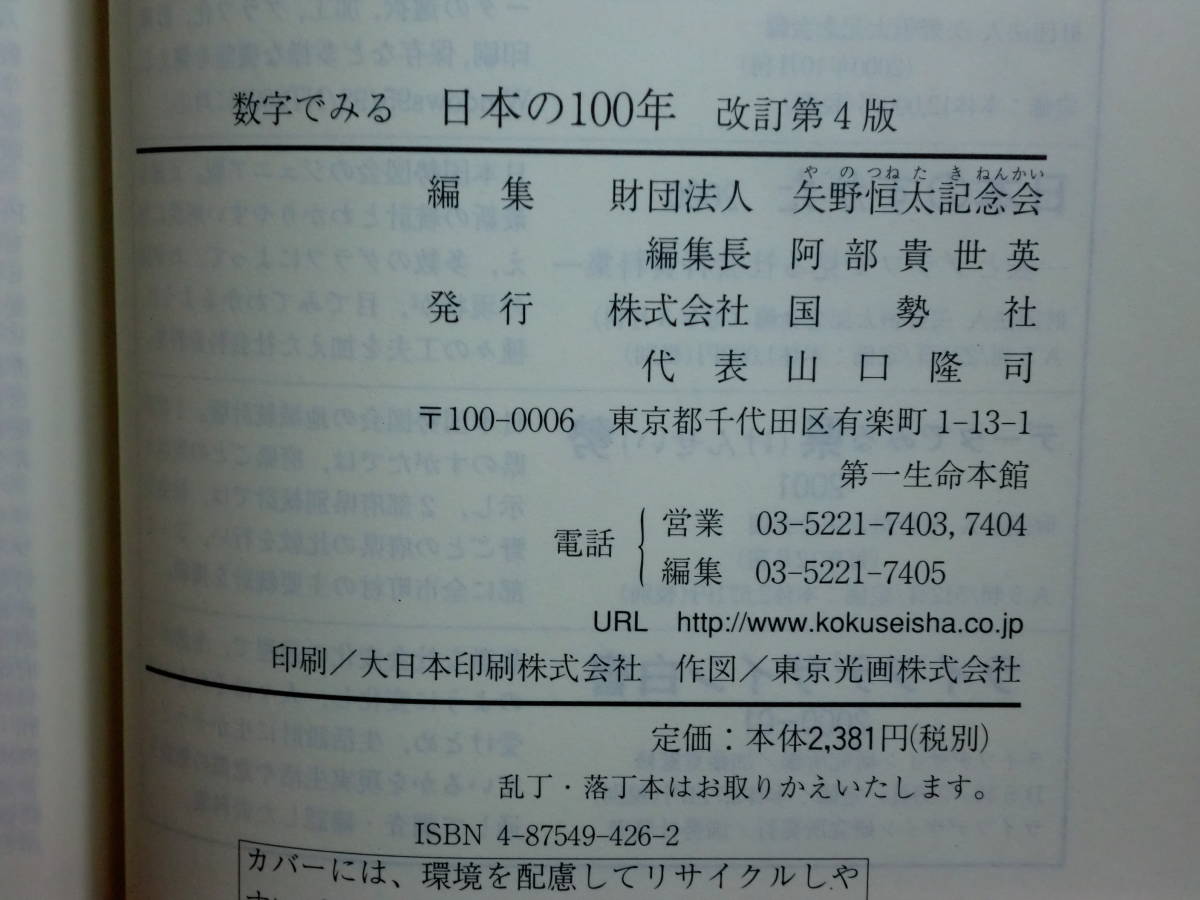 数字でみる 日本の100年 改訂第4版
やのつねたきねんかい
編集 財団法人 矢野恒太記念会
編集長 阿部貴世英
発行 株式会社 国勢社
代表 山口隆司
〒100-0006 東京都千代田区有楽町 1-13-1
第一生命本館
電話 営業 03-5221-7403, 7404
編集 03-5221-7405
URL http://www.kokuseisha.co.jp
印刷／大日本印刷株式会社 作図／東京光画株式会社
定価：本体2,381円(税別)
乱丁・落丁本はお取りかえいたします。
ISBN 4-87549-426-2
カバーには、環境を配慮してリサイクルしや